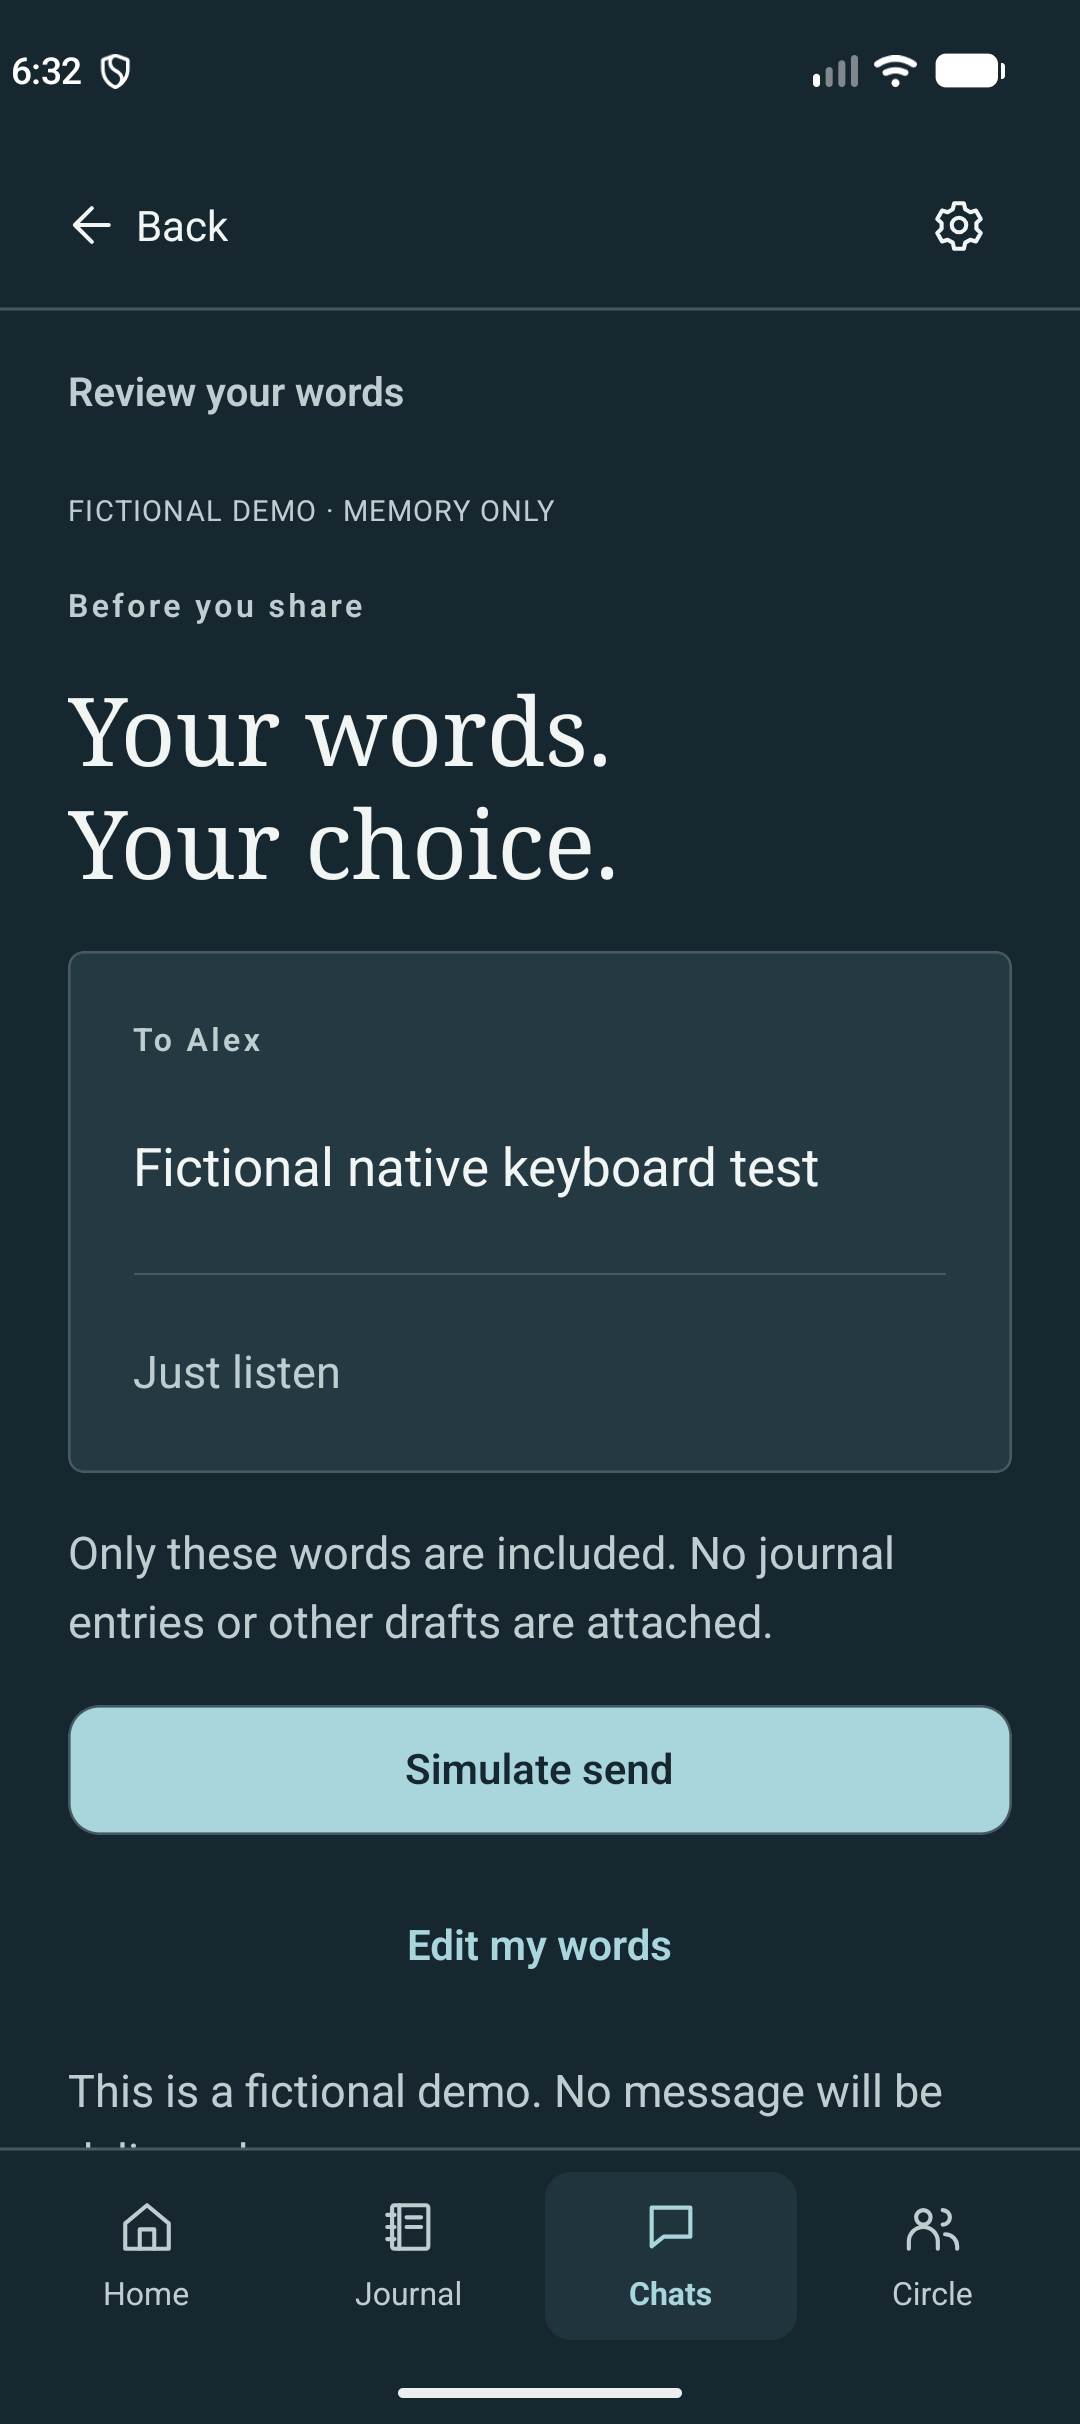 6:32
Back
Review your words
FICTIONAL DEMO · MEMORY ONLY
Before you share
Your words.
Your choice.
To Alex
Fictional native keyboard test
Just listen
Only these words are included. No journal
entries or other drafts are attached.
Simulate send
Edit my words
This is a fictional demo. No message will be
Home
Journal
Chats
Circle